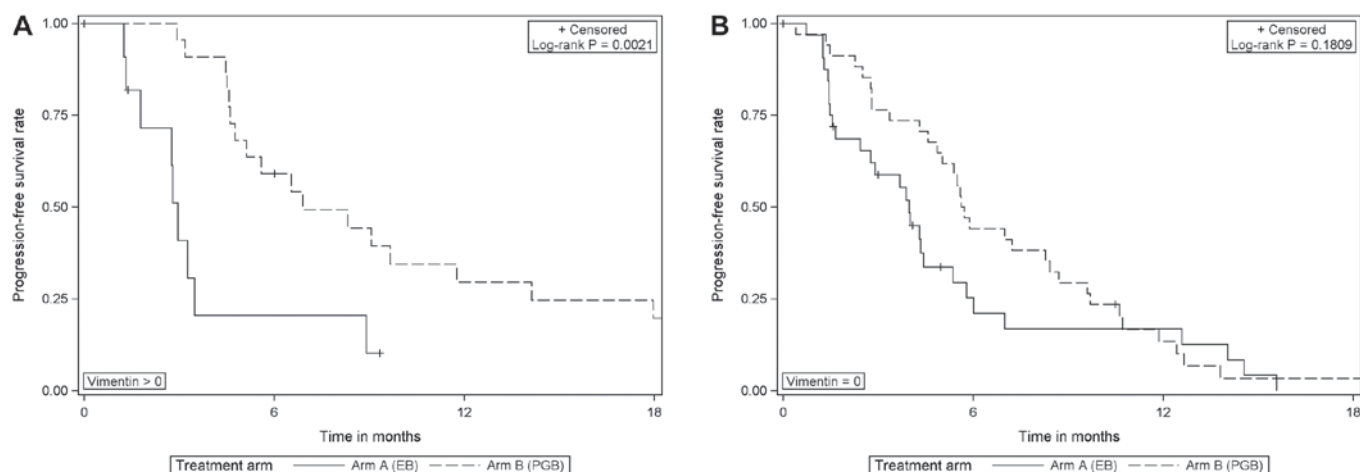 A
+ Censored
Log-rank P = 0.0021
1.00
0.75
0.50
0.25
0.00
Progression-free survival rate
Vimentin > 0
0
6
12
18
Time in months
Treatment arm
Arm A (EB)
Arm B (PGB)
B
+ Censored
Log-rank P = 0.1809
1.00
0.75
0.50
0.25
0.00
Progression-free survival rate
Vimentin = 0
0
6
12
18
Time in months
Treatment arm
Arm A (EB)
Arm B (PGB)